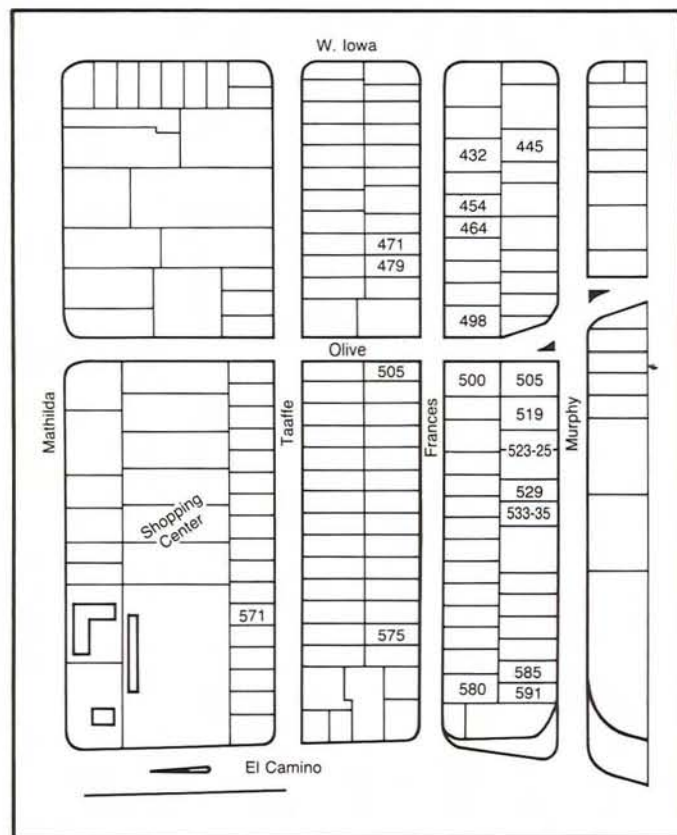 W. Iowa
432
445
454
464
471
479
498
Olive
505
500
505
Mathilda
Taaffe
Frances
Murphy
519
523-25
529
533-35
Shopping
Center
571
575
580
585
591
El Camino